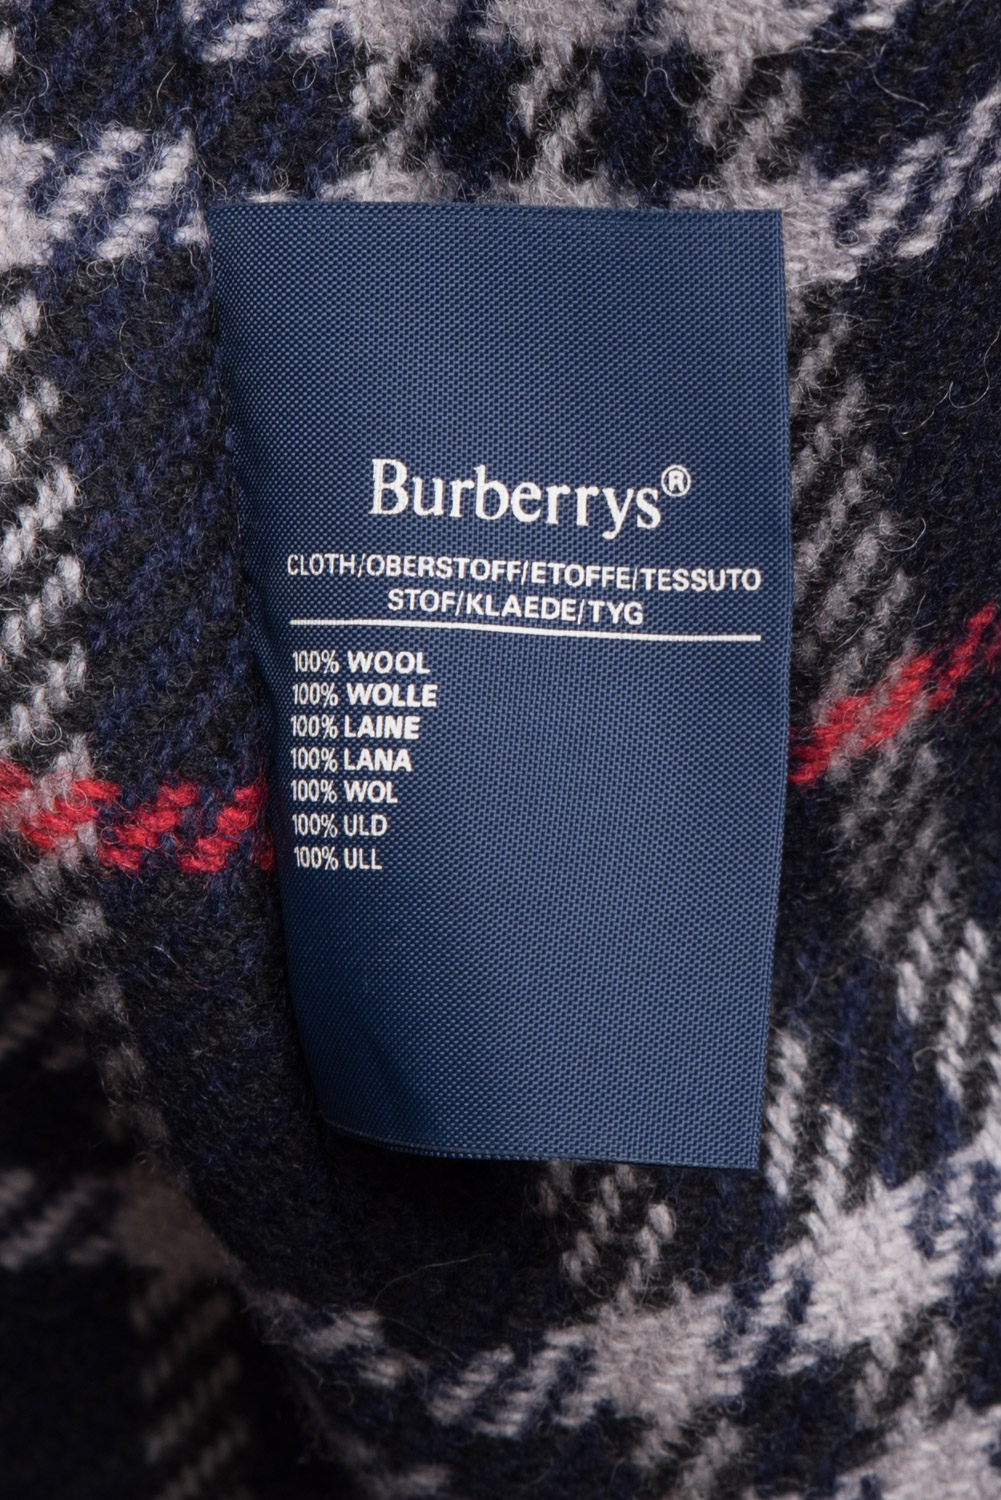 Burberrys®
CLOTH/OBERSTOFF/ETOFFE/TESSUTO
STOF/KLAEDE/TYG
100% WOOL
100% WOLLE
100% LAINE
100% LANA
100% WOL
100% ULD
100% ULL